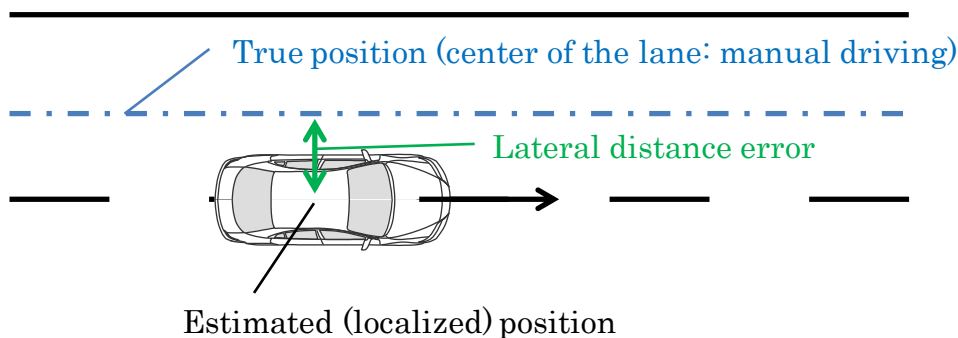 True position (center of the lane: manual driving)
Lateral distance error
Estimated (localized) position